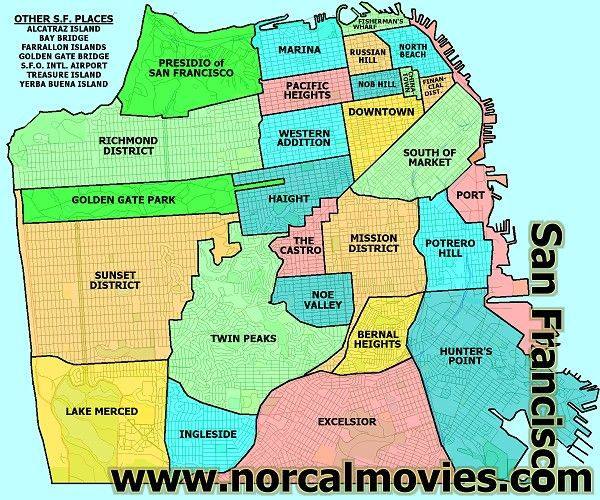 OTHER S.F. PLACES
ALCATRAZ ISLAND
BAY BRIDGE
FARRALLON ISLANDS
GOLDEN GATE BRIDGE
S.F.O. INTL. AIRPORT
TREASURE ISLAND
YERBA BUENA ISLAND
PRESIDIO of
SAN FRANCISCO
MARINA
FISHERMAN'S
WHARF
RUSSIAN
HILL
NORTH
BEACH
PACIFIC
HEIGHTS
NOB HILL
CHINA
TOWN
FINAN-
CIAL DIST.
DOWNTOWN
RICHMOND
DISTRICT
WESTERN
ADDITION
SOUTH OF
MARKET
GOLDEN GATE PARK
HAIGHT
PORT
SUNSET
DISTRICT
THE
CASTRO
MISSION
DISTRICT
POTRERO
HILL
NOE
VALLEY
TWIN PEAKS
BERNAL
HEIGHTS
HUNTER'S
POINT
LAKE MERCED
INGLESIDE
EXCELSIOR
San Francisco
www.norcalmovies.com